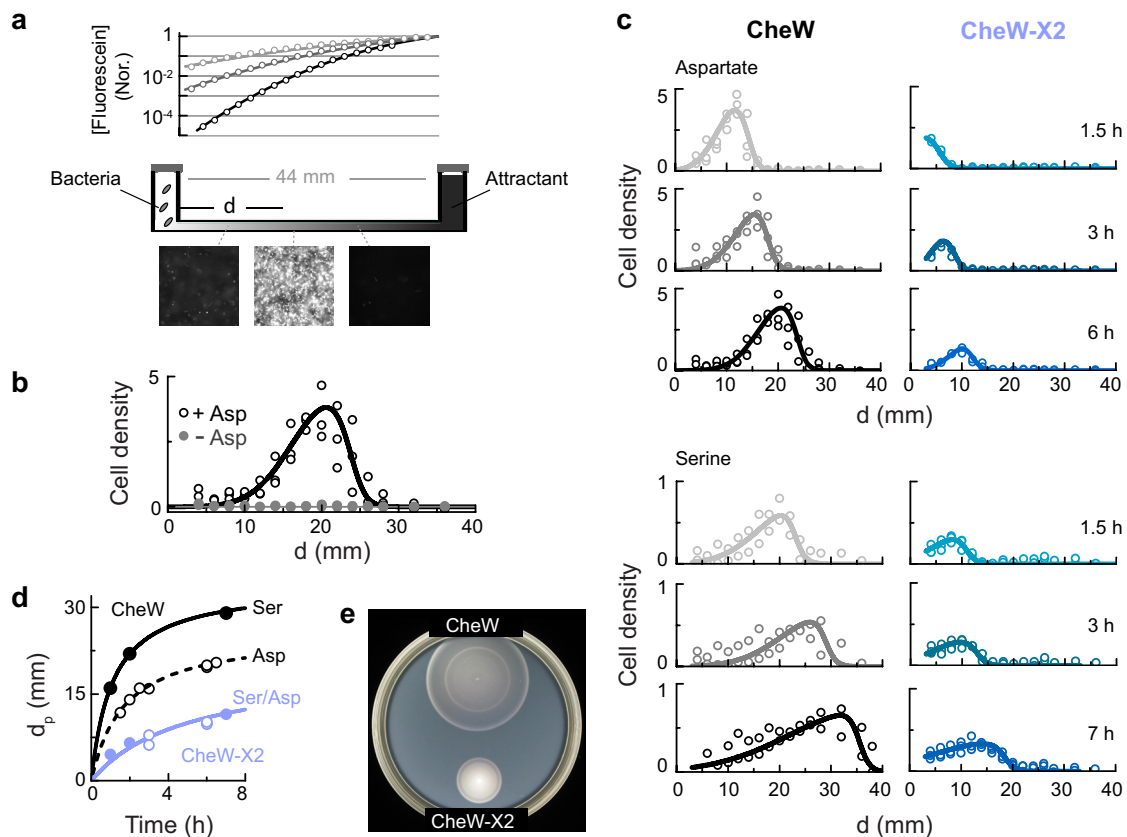 a
[Fluorescein]
(Nor.)
1
10⁻²
10⁻⁴
Bacteria
44 mm
Attractant
d
b
Cell density
5
0
+ Asp
- Asp
0 10 20 30 40
d (mm)
c
CheW
CheW-X2
Aspartate
Cell density
5
0
1.5 h
5
0
3 h
5
0
6 h
0 10 20 30 40
0 10 20 30 40
d (mm)
Serine
Cell density
1
0
1.5 h
1
0
3 h
1
0
7 h
0 10 20 30 40
0 10 20 30 40
d (mm)
d
dₚ (mm)
30
15
0
CheW
Ser
Asp
Ser/Asp
CheW-X2
0 4 8
Time (h)
e
CheW
CheW-X2